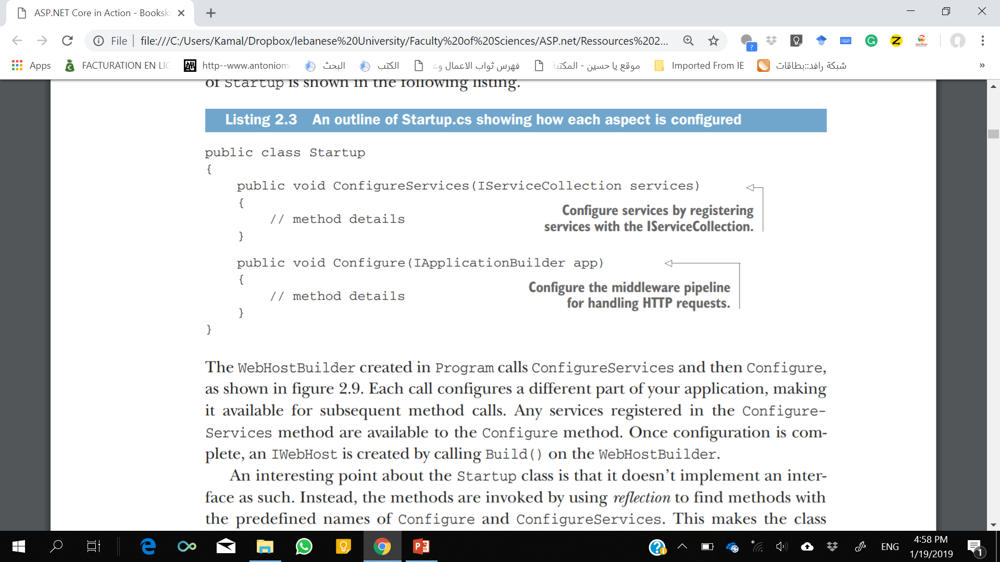 ASP.NET Core in Action - Booksk
File
file:///C:/Users/Kamal/Dropbox/lebanese%20University/Faculty%20of%20Sciences/ASP.net/Ressources%202...
?
Apps
FACTURATION EN LIG
http--www.antoniom
البحث
الكتب
فهرس ثواب الاعمال وع
موقع يا حسين - المكتبة
Imported From IE
شبكة رافد::بطاقات
»
of Startup is shown in the following listing.
Listing 2.3 An outline of Startup.cs showing how each aspect is configured
public class Startup
{
public void ConfigureServices(IServiceCollection services)
{
Configure services by registering
// method details
services with the IServiceCollection.
}
public void Configure(IApplicationBuilder app)
{
Configure the middleware pipeline
// method details
for handling HTTP requests.
}
}
The WebHostBuilder created in Program calls ConfigureServices and then Configure,
as shown in figure 2.9. Each call configures a different part of your application, making
it available for subsequent method calls. Any services registered in the Configure-
Services method are available to the Configure method. Once configuration is com-
plete, an IWebHost is created by calling Build() on the WebHostBuilder.
An interesting point about the Startup class is that it doesn't implement an inter-
face as such. Instead, the methods are invoked by using reflection to find methods with
the predefined names of Configure and ConfigureServices. This makes the class
ENG
4:58 PM
1/19/2019
1